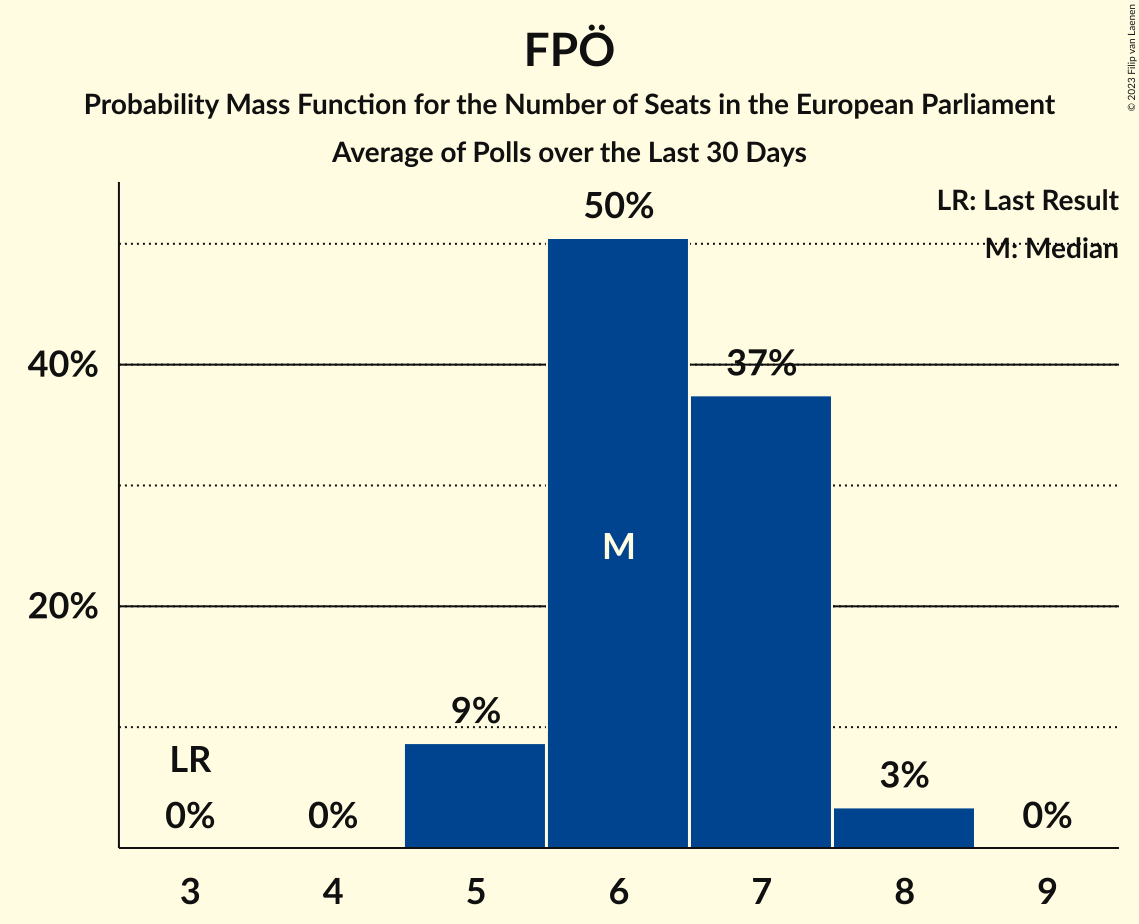 FPÖ
Probability Mass Function for the Number of Seats in the European Parliament
Average of Polls over the Last 30 Days
© 2023 Filip van Laenen
LR: Last Result
M: Median
50%
40%
37%
M
20%
9%
LR
3%
0%
0%
0%
3 4 5 6 7 8 9